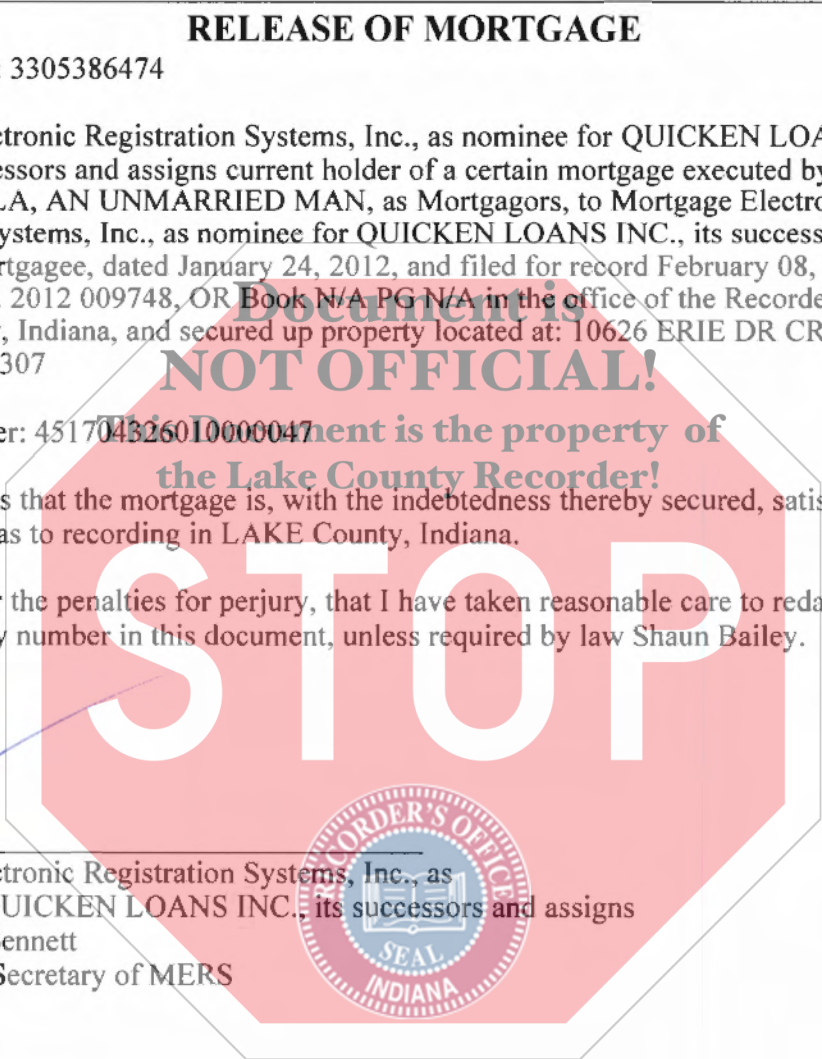 RELEASE OF MORTGAGE
: 3305386474
ctronic Registration Systems, Inc., as nominee for QUICKEN LOA
essors and assigns current holder of a certain mortgage executed by
LA, AN UNMARRIED MAN, as Mortgagors, to Mortgage Electro
ystems, Inc., as nominee for QUICKEN LOANS INC., its success
rtgagee, dated January 24, 2012, and filed for record February 08,
2012 009748, OR Book N/A PG N/A in the office of the Recorde
Document is
, Indiana, and secured up property located at: 10626 ERIE DR CR
307
NOT OFFICIAL!
er: 451704326010000047
This Document is the property of
the Lake County Recorder!
s that the mortgage is, with the indebtedness thereby secured, satis
as to recording in LAKE County, Indiana.
r the penalties for perjury, that I have taken reasonable care to reda
y number in this document, unless required by law Shaun Bailey.
STOP
ctronic Registration Systems, Inc., as
UICKEN LOANS INC., its successors and assigns
ennett
Secretary of MERS
RECORDER'S OFFICE
SEAL
INDIANA